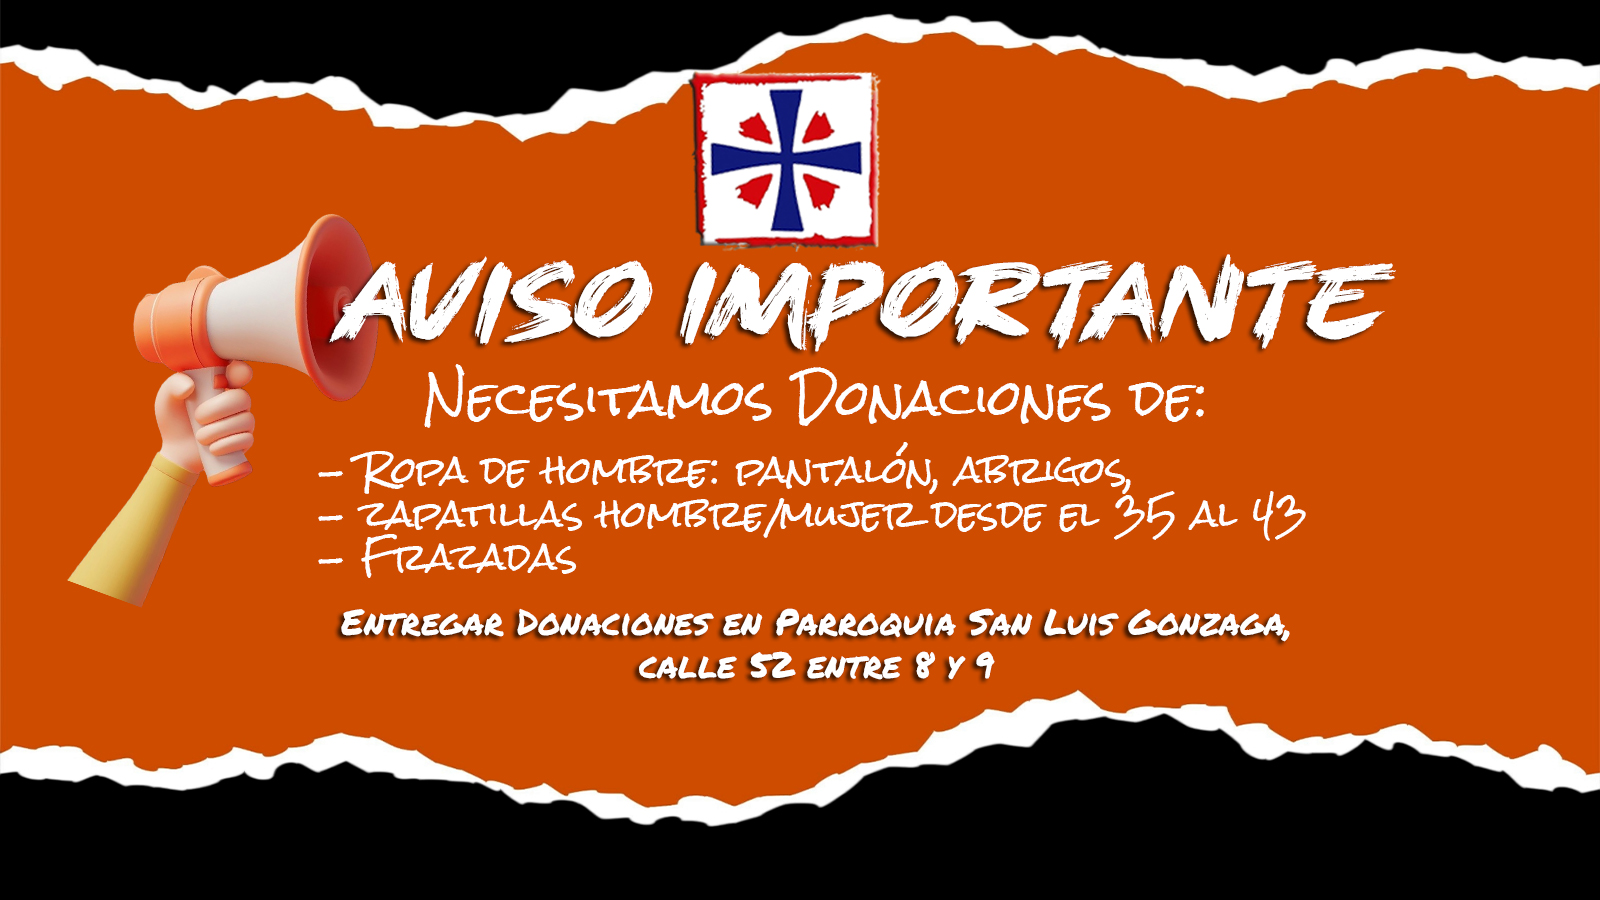 AVISO IMPORTANTE
Necesitamos Donaciones de:
- Ropa de hombre: pantalón, abrigos,
- zapatillas hombre/mujer desde el 35 al 43
- Frazadas
Entregar Donaciones en Parroquia San Luis Gonzaga,
calle 52 entre 8 y 9